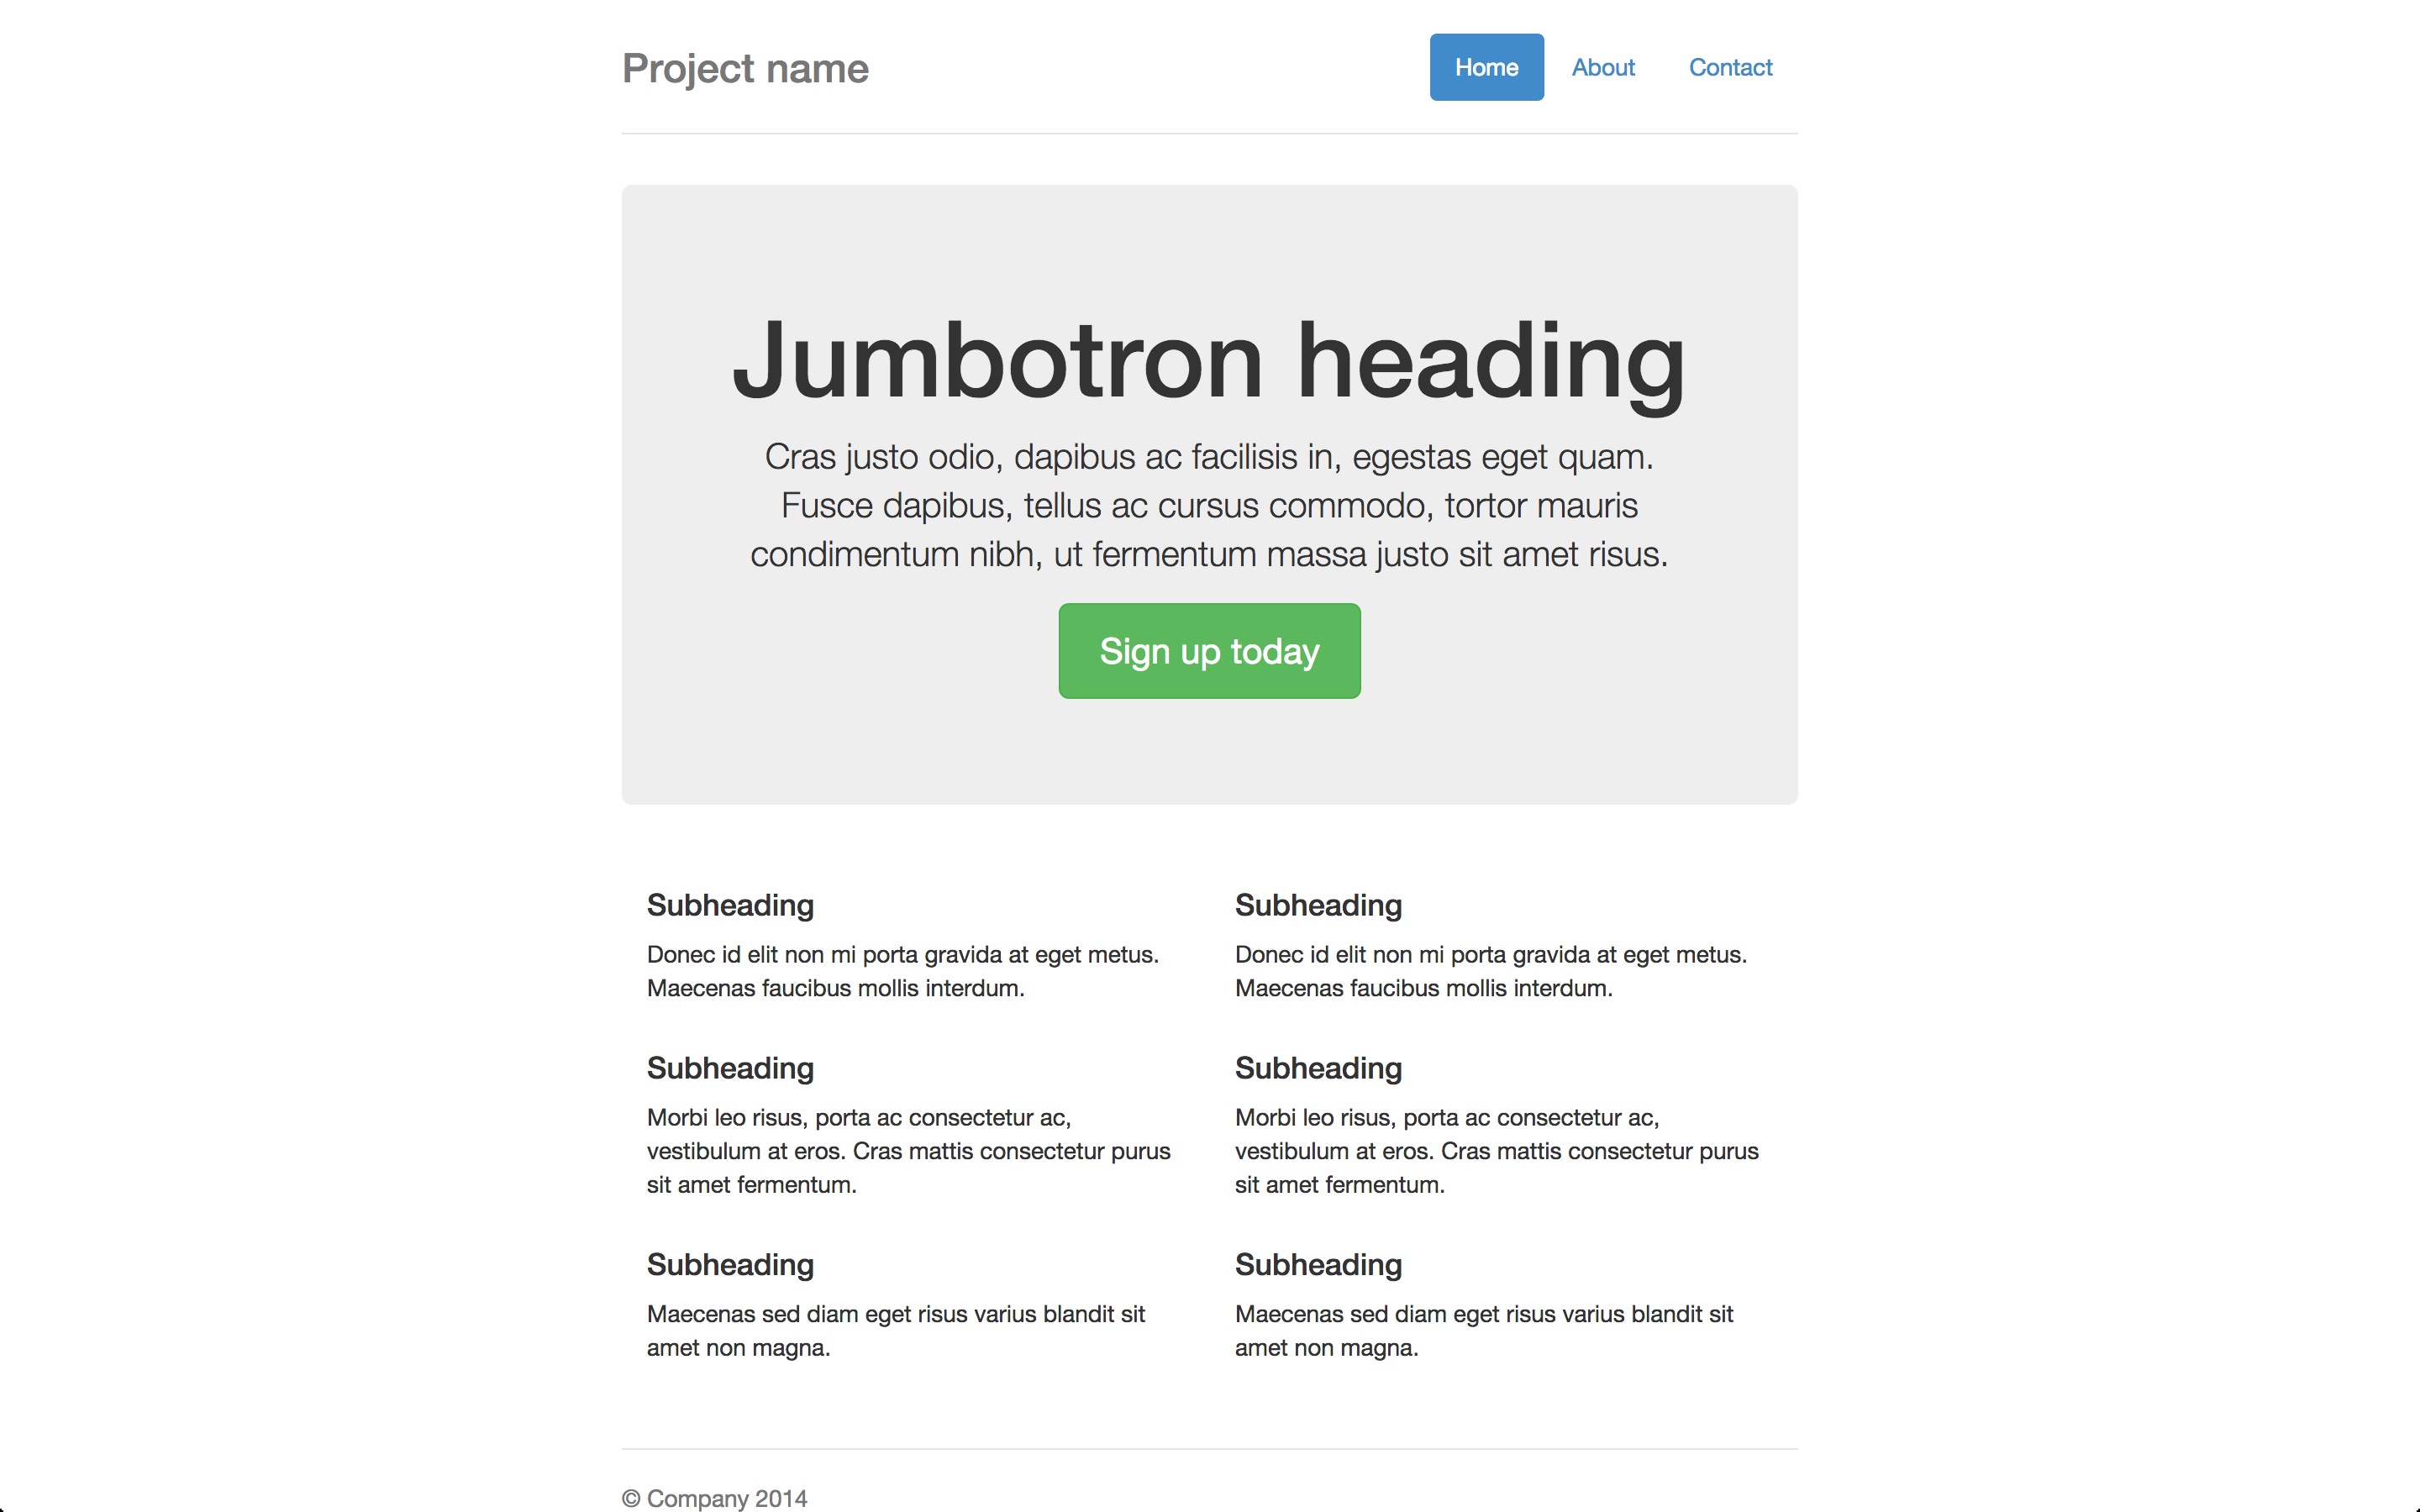 Project name
Home About Contact
Jumbotron heading
Cras justo odio, dapibus ac facilisis in, egestas eget quam.
Fusce dapibus, tellus ac cursus commodo, tortor mauris
condimentum nibh, ut fermentum massa justo sit amet risus.
Sign up today
Subheading
Donec id elit non mi porta gravida at eget metus.
Maecenas faucibus mollis interdum.
Subheading
Morbi leo risus, porta ac consectetur ac,
vestibulum at eros. Cras mattis consectetur purus
sit amet fermentum.
Subheading
Maecenas sed diam eget risus varius blandit sit
amet non magna.
Subheading
Donec id elit non mi porta gravida at eget metus.
Maecenas faucibus mollis interdum.
Subheading
Morbi leo risus, porta ac consectetur ac,
vestibulum at eros. Cras mattis consectetur purus
sit amet fermentum.
Subheading
Maecenas sed diam eget risus varius blandit sit
amet non magna.
© Company 2014